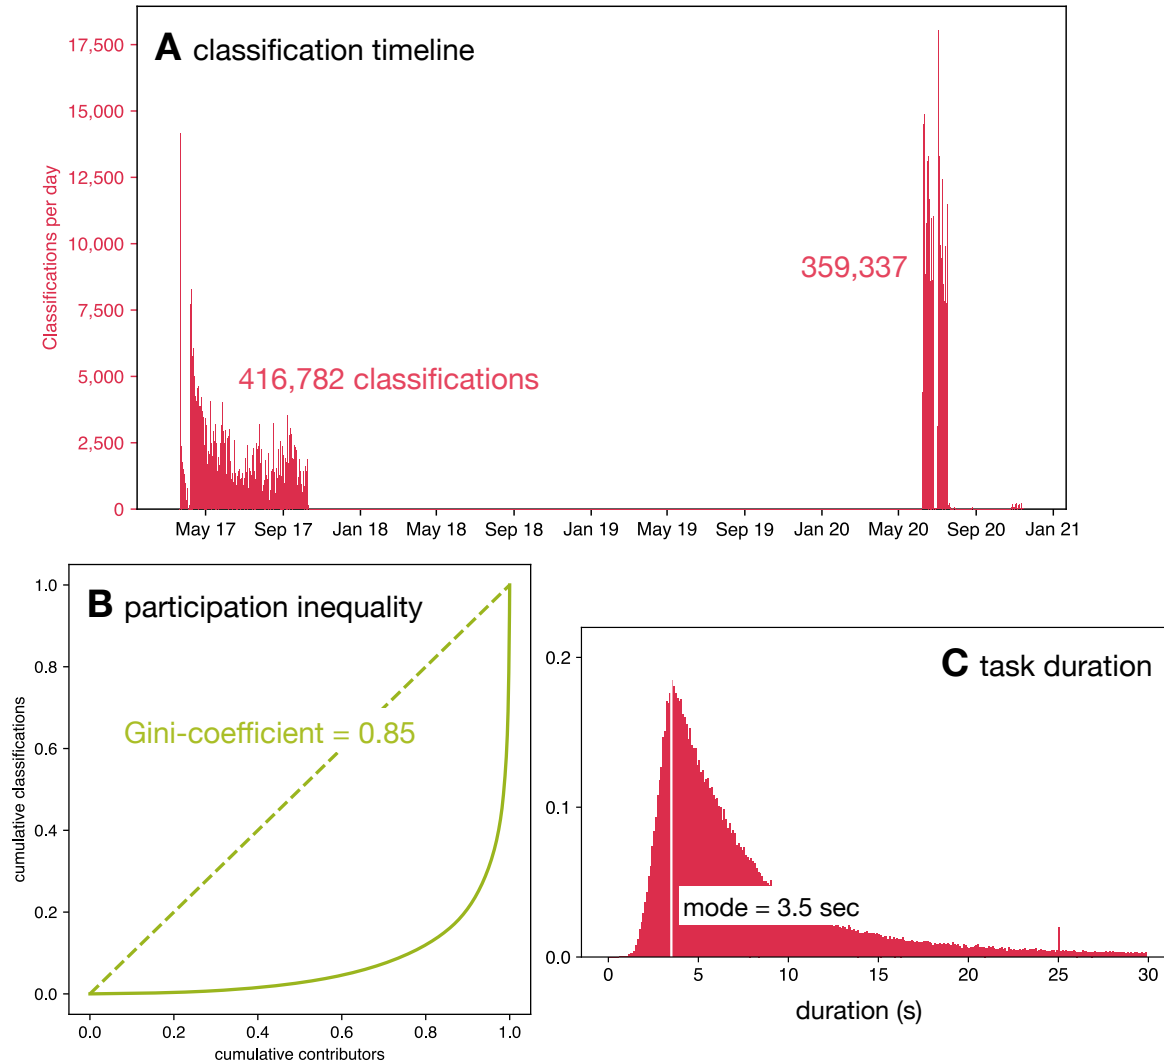 A classification timeline
17,500
15,000
12,500
10,000
7,500
5,000
2,500
0
Classifications per day
416,782 classifications
359,337
May 17 Sep 17 Jan 18 May 18 Sep 18 Jan 19 May 19 Sep 19 Jan 20 May 20 Sep 20 Jan 21
B participation inequality
1.0
0.8
0.6
0.4
0.2
0.0
cumulative classifications
Gini-coefficient = 0.85
0.0 0.2 0.4 0.6 0.8 1.0
cumulative contributors
C task duration
0.2
0.1
0.0
mode = 3.5 sec
0 5 10 15 20 25 30
duration (s)